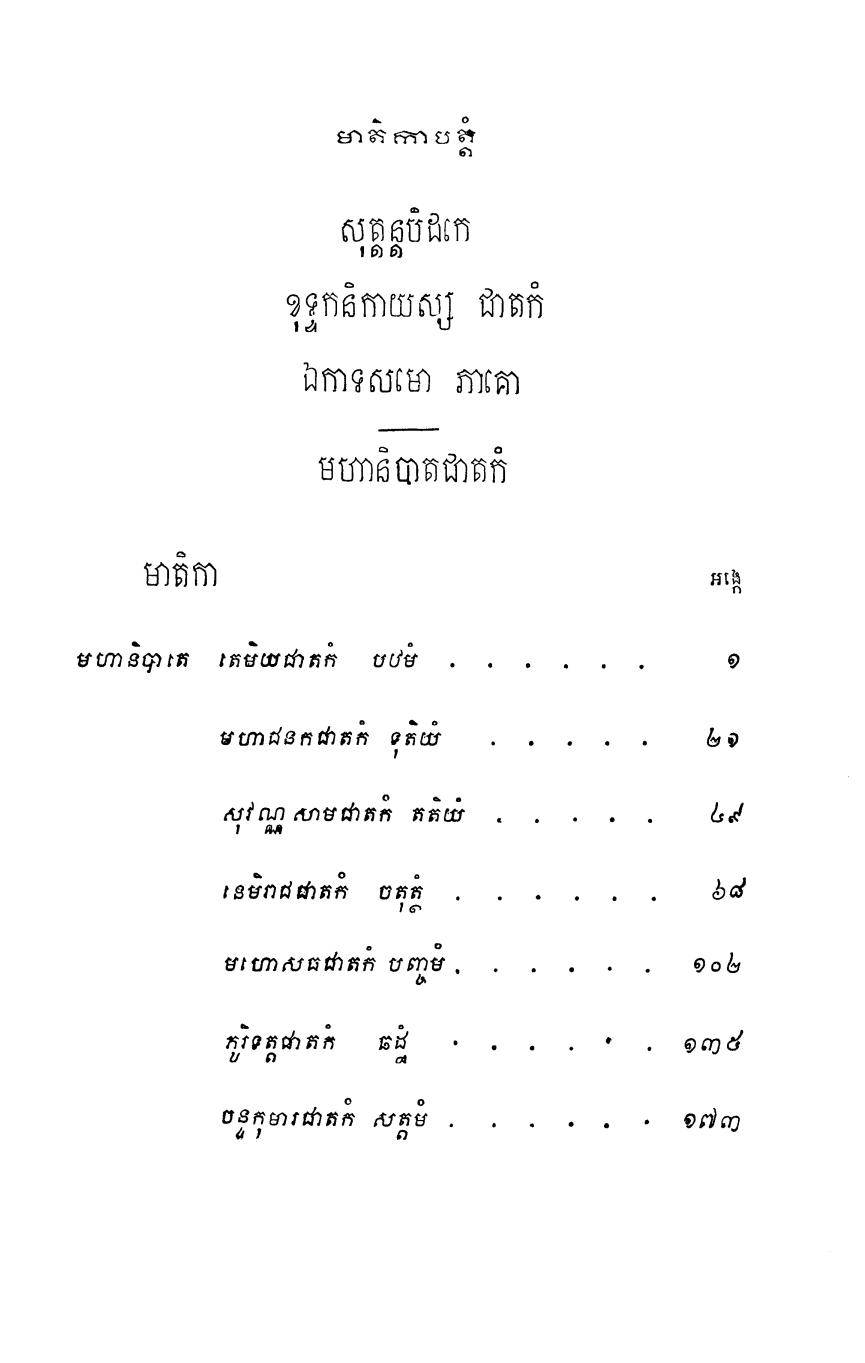 មាតិកាបត្តំ
សុត្តន្តបិដកេ
ខុទ្ទកនិកាយស្ស ជាតកំ
ឯកាទសមោ ភាគោ
មហានិបាតជាតកំ
មាតិកា អង្កេ
មហានិបាតេ តេមិយជាតកំ បឋមំ . . . . . . ១
មហាជនកជាតកំ ទុតិយំ . . . . . ២១
សុវណ្ណសាមជាតកំ តតិយំ . . . . . ៤៩
នេមិរាជជាតកំ ចតុត្ថំ . . . . . . ៦៨
មហោសធជាតកំ បញ្ចមំ . . . . . . ១០២
ភូរិទត្តជាតកំ ឆដ្ឋំ . . . . . . ១៣៥
ចន្ទកុមារជាតកំ សត្តមំ . . . . . . ១៧៣